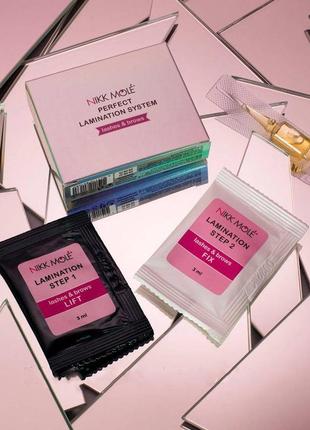 NIKK MOLÉ
PERFECT
LAMINATION SYSTEM
lashes & brows
NIKK MOLÉ
LAMINATION
STEP 1
lashes & brows
LIFT
3 ml
NIKK MOLÉ
LAMINATION
STEP 2
lashes & brows
FIX
3 ml